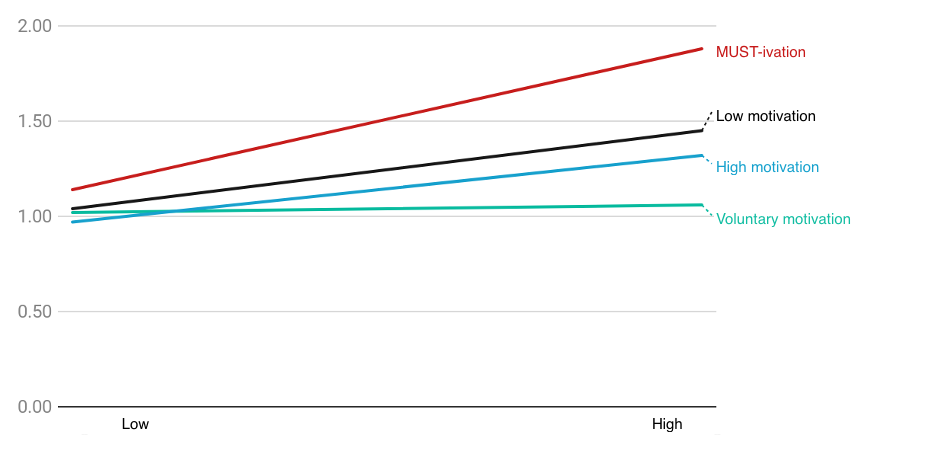 2.00
MUST-ivation
1.50
Low motivation
High motivation
1.00
Voluntary motivation
0.50
0.00
Low High